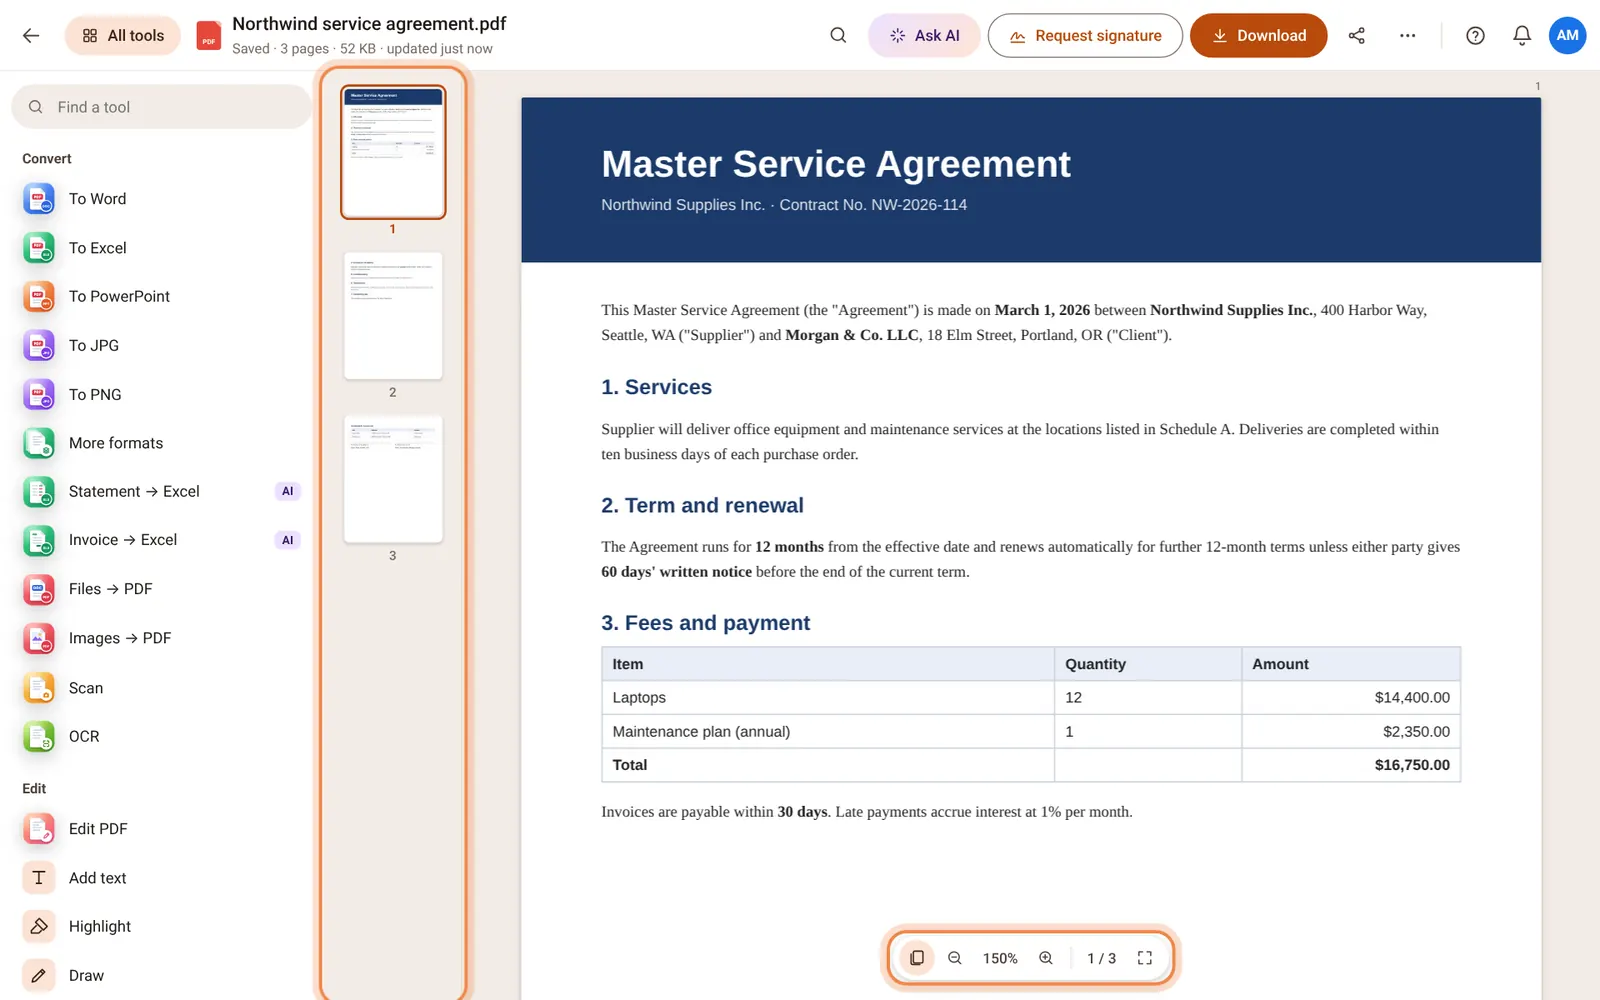 All tools
PDF
Northwind service agreement.pdf
Saved · 3 pages · 52 KB · updated just now
Ask AI
Request signature
Download
AM
Find a tool
Convert
To Word
To Excel
To PowerPoint
To JPG
To PNG
More formats
Statement → Excel AI
Invoice → Excel AI
Files → PDF
Images → PDF
Scan
OCR
Edit
Edit PDF
Add text
Highlight
Draw
Master Service Agreement
1
2
3
1
Master Service Agreement
Northwind Supplies Inc. · Contract No. NW-2026-114
This Master Service Agreement (the "Agreement") is made on March 1, 2026 between Northwind Supplies Inc., 400 Harbor Way,
Seattle, WA ("Supplier") and Morgan & Co. LLC, 18 Elm Street, Portland, OR ("Client").
1. Services
Supplier will deliver office equipment and maintenance services at the locations listed in Schedule A. Deliveries are completed within
ten business days of each purchase order.
2. Term and renewal
The Agreement runs for 12 months from the effective date and renews automatically for further 12-month terms unless either party gives
60 days' written notice before the end of the current term.
3. Fees and payment
Item Quantity Amount
Laptops 12 $14,400.00
Maintenance plan (annual) 1 $2,350.00
Total $16,750.00
Invoices are payable within 30 days. Late payments accrue interest at 1% per month.
150% 1 / 3